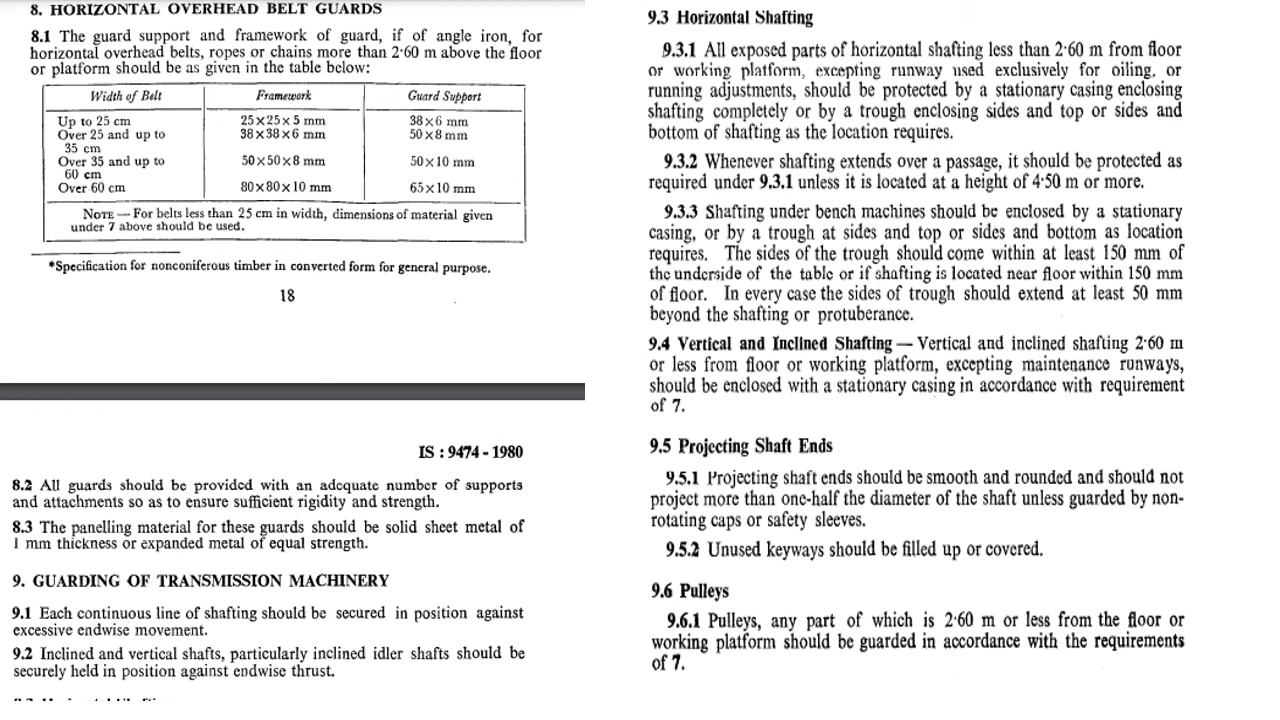 8. HORIZONTAL OVERHEAD BELT GUARDS
8.1 The guard support and framework of guard, if of angle iron, for
horizontal overhead belts, ropes or chains more than 2·60 m above the floor
or platform should be as given in the table below:
Width of Belt Framework Guard Support
Up to 25 cm 25×25×5 mm 38×6 mm
Over 25 and up to 38×38×6 mm 50×8 mm
35 cm
Over 35 and up to 50×50×8 mm 50×10 mm
60 cm
Over 60 cm 80×80×10 mm 65×10 mm
NOTE — For belts less than 25 cm in width, dimensions of material given
under 7 above should be used.
*Specification for nonconiferous timber in converted form for general purpose.
18
IS : 9474 - 1980
8.2 All guards should be provided with an adequate number of supports
and attachments so as to ensure sufficient rigidity and strength.
8.3 The panelling material for these guards should be solid sheet metal of
1 mm thickness or expanded metal of equal strength.
9. GUARDING OF TRANSMISSION MACHINERY
9.1 Each continuous line of shafting should be secured in position against
excessive endwise movement.
9.2 Inclined and vertical shafts, particularly inclined idler shafts should be
securely held in position against endwise thrust.
9.3 Horizontal Shafting
9.3.1 All exposed parts of horizontal shafting less than 2·60 m from floor
or working platform, excepting runway used exclusively for oiling, or
running adjustments, should be protected by a stationary casing enclosing
shafting completely or by a trough enclosing sides and top or sides and
bottom of shafting as the location requires.
9.3.2 Whenever shafting extends over a passage, it should be protected as
required under 9.3.1 unless it is located at a height of 4·50 m or more.
9.3.3 Shafting under bench machines should be enclosed by a stationary
casing, or by a trough at sides and top or sides and bottom as location
requires. The sides of the trough should come within at least 150 mm of
the underside of the table or if shafting is located near floor within 150 mm
of floor. In every case the sides of trough should extend at least 50 mm
beyond the shafting or protuberance.
9.4 Vertical and Inclined Shafting — Vertical and inclined shafting 2·60 m
or less from floor or working platform, excepting maintenance runways,
should be enclosed with a stationary casing in accordance with requirement
of 7.
9.5 Projecting Shaft Ends
9.5.1 Projecting shaft ends should be smooth and rounded and should not
project more than one-half the diameter of the shaft unless guarded by non-
rotating caps or safety sleeves.
9.5.2 Unused keyways should be filled up or covered.
9.6 Pulleys
9.6.1 Pulleys, any part of which is 2·60 m or less from the floor or
working platform should be guarded in accordance with the requirements
of 7.